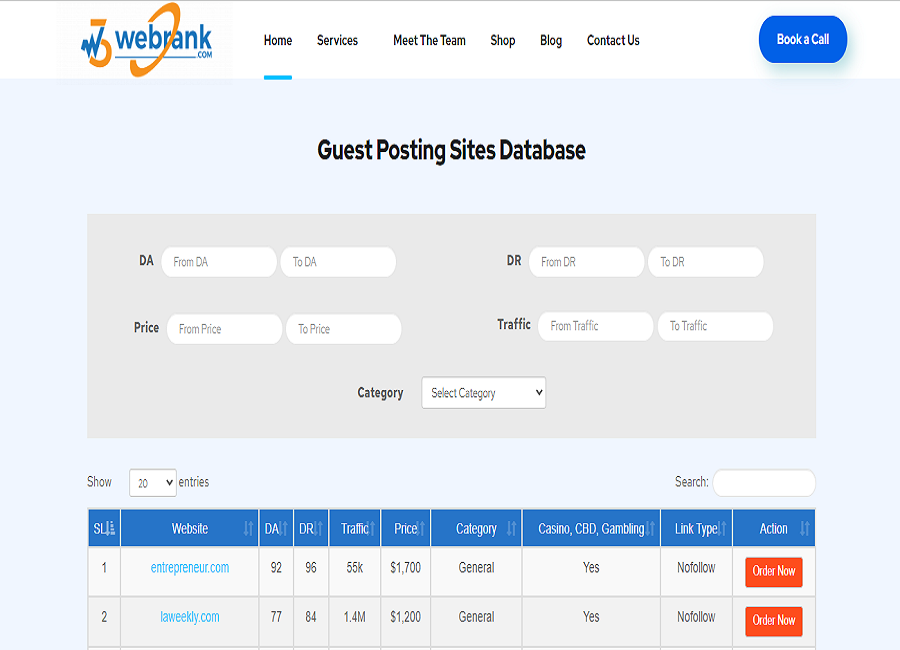 webrank
.COM
Home Services Meet The Team Shop Blog Contact Us Book a Call
Guest Posting Sites Database
DA From DA To DA DR From DR To DR
Price From Price To Price Traffic From Traffic To Traffic
Category Select Category
Show 20 entries Search:
SL Website DA DR Traffic Price Category Casino, CBD, Gambling Link Type Action
1 entrepreneur.com 92 96 55k $1,700 General Yes Nofollow Order Now
2 laweekly.com 77 84 1.4M $1,200 General Yes Nofollow Order Now